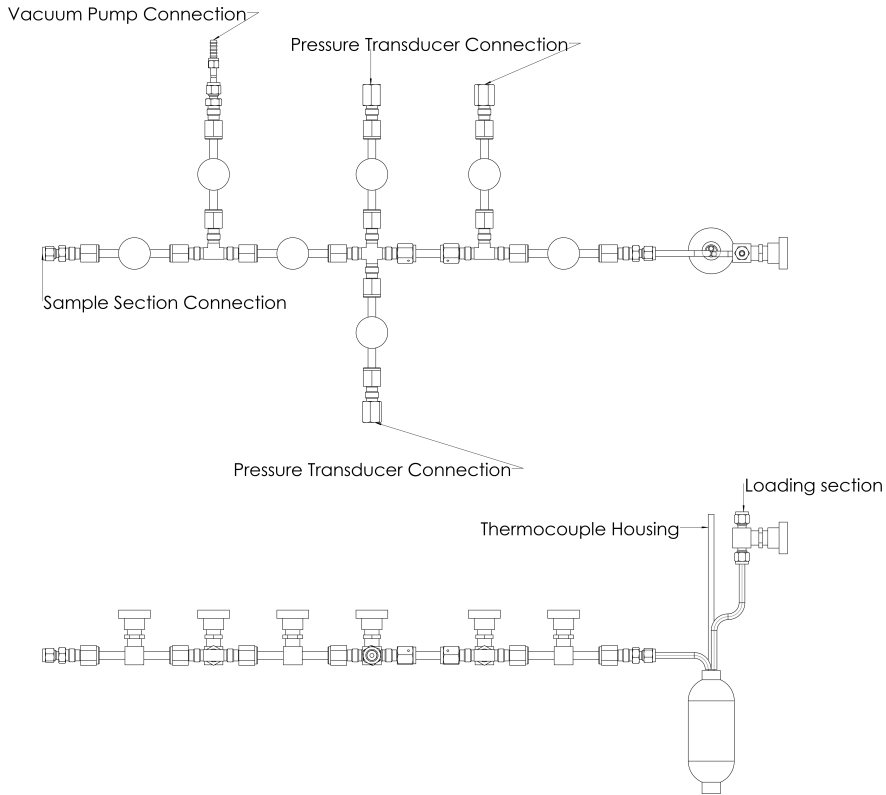 Vacuum Pump Connection
Pressure Transducer Connection
Sample Section Connection
Pressure Transducer Connection
Loading section
Thermocouple Housing